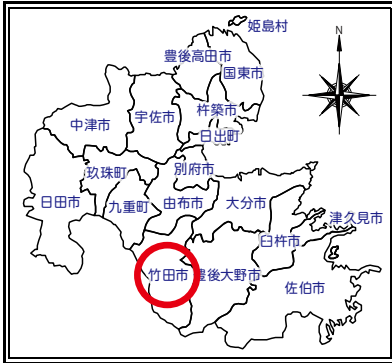 姫島村
N
豊後高田市
国東市
杵築市
宇佐市
中津市
日出町
別府市
玖珠町
日田市
九重町
由布市
大分市
津久見市
臼杵市
竹田市
豊後大野市
佐伯市